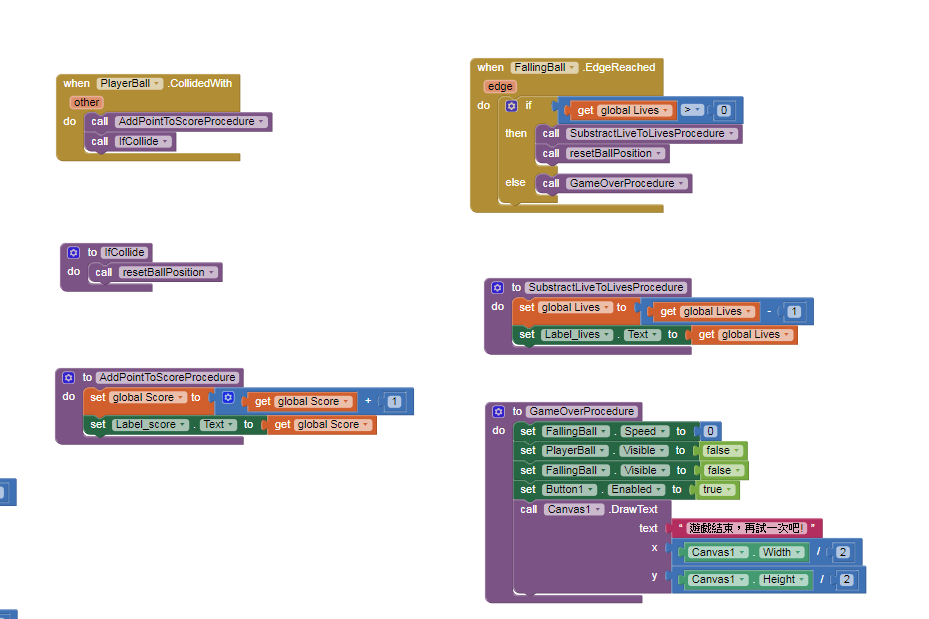 when PlayerBall .CollidedWith
other
do call AddPointToScoreProcedure
call IfCollide
when FallingBall .EdgeReached
edge
do if get global Lives > 0
then call SubstractLiveToLivesProcedure
call resetBallPosition
else call GameOverProcedure
to IfCollide
do call resetBallPosition
to SubstractLiveToLivesProcedure
do set global Lives to get global Lives - 1
set Label_lives . Text to get global Lives
to AddPointToScoreProcedure
do set global Score to get global Score + 1
set Label_score . Text to get global Score
to GameOverProcedure
do set FallingBall . Speed to 0
set PlayerBall . Visible to false
set FallingBall . Visible to false
set Button1 . Enabled to true
call Canvas1 .DrawText
text “ 遊戲結束，再試一次吧! ”
x Canvas1 . Width / 2
y Canvas1 . Height / 2